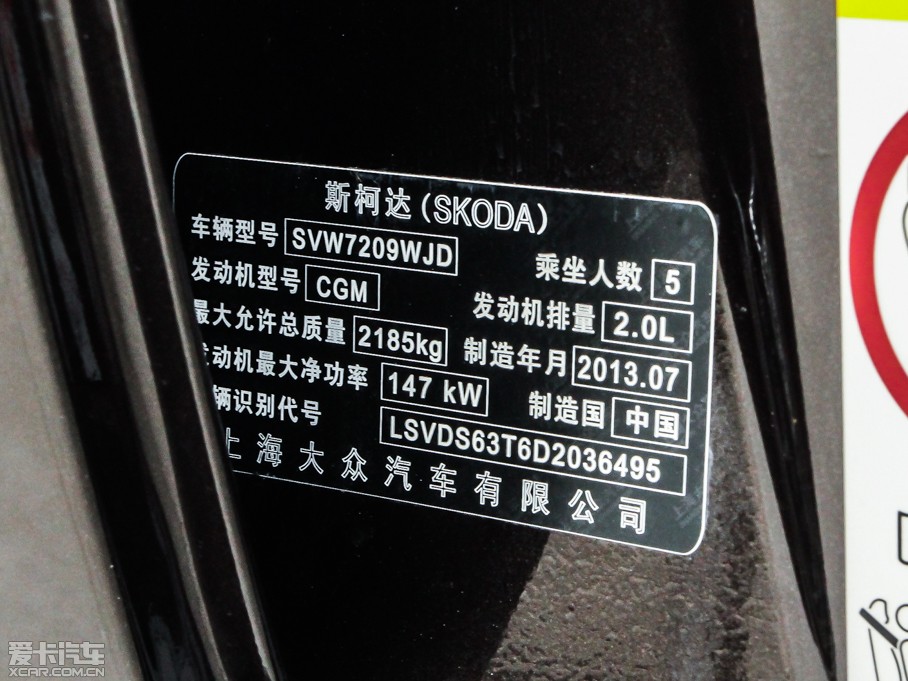 斯柯达(SKODA)
车辆型号 SVW7209WJD 乘坐人数 5
发动机型号 CGM 发动机排量 2.0L
最大允许总质量 2185kg 制造年月 2013.07
发动机最大净功率 147 kW 制造国 中国
辆识别代号 LSVDS63T6D2036495
上海大众汽车有限公司
爱卡汽车
XCAR.COM.CN